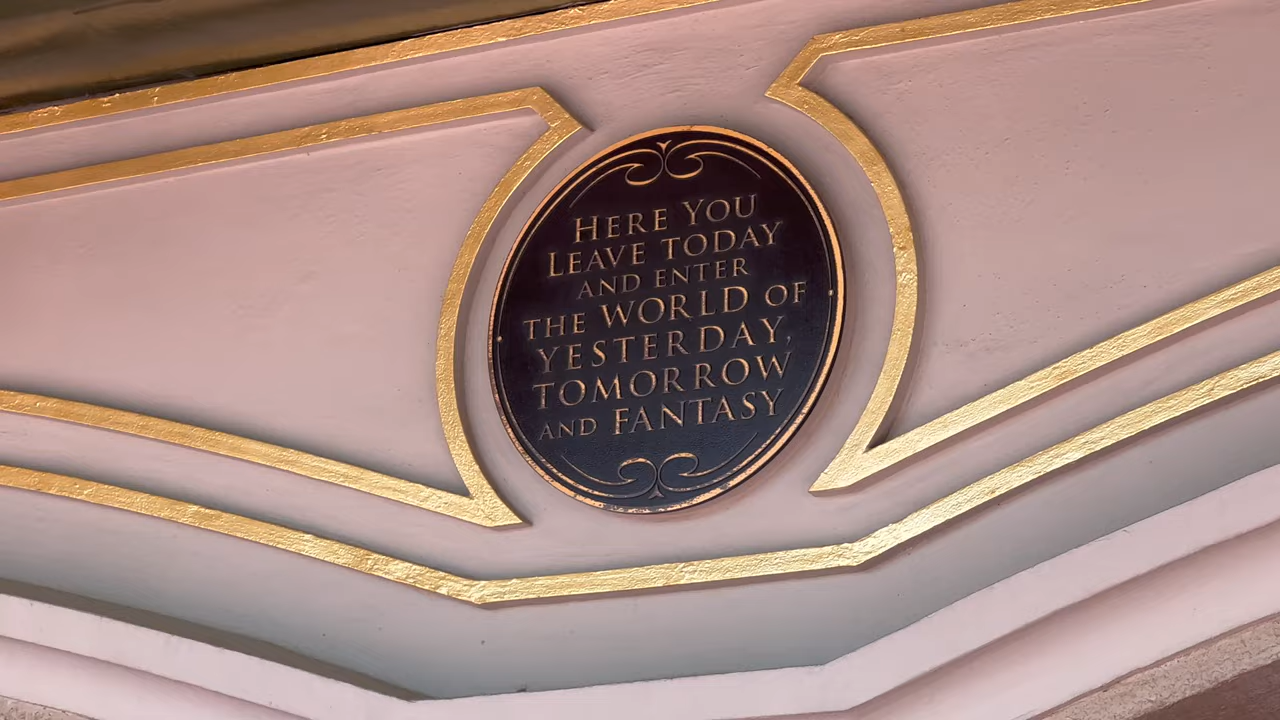 HERE YOU
LEAVE TODAY
AND ENTER
THE WORLD OF
YESTERDAY,
TOMORROW
AND FANTASY